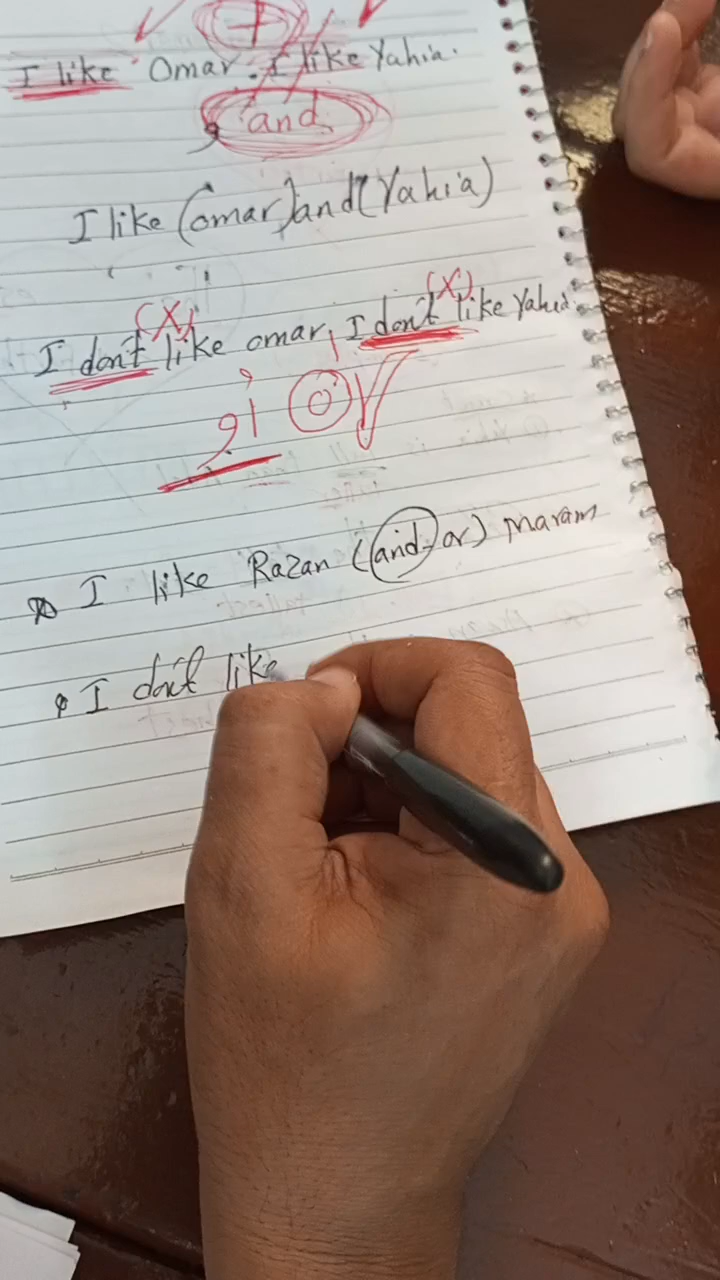 +
I like Omar. I like Yahia.
, and
I like (omar) and (Yahia)
(X) (X)
I don't like omar, I don't like Yahia.
أو or
I like Razan (and - or) maram
I don't like